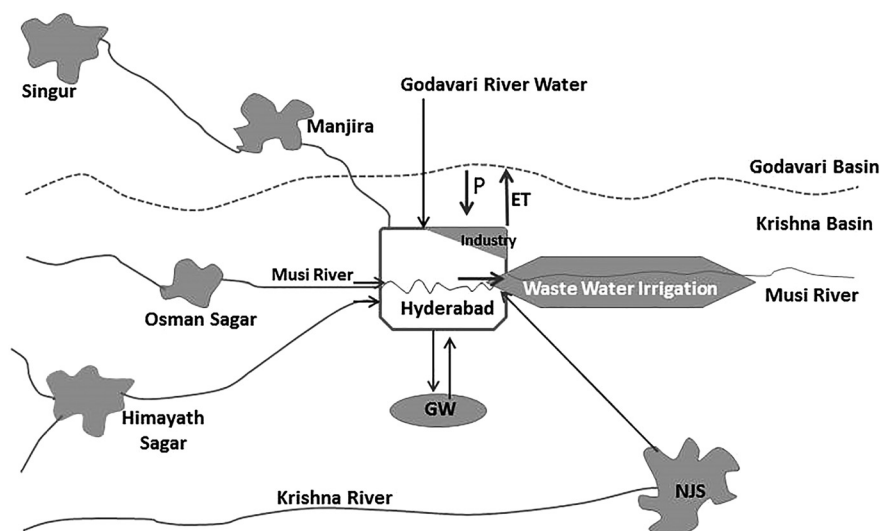 Singur
Godavari River Water
Manjira
Godavari Basin
P
ET
Krishna Basin
Industry
Musi River
Waste Water Irrigation
Musi River
Hyderabad
Osman Sagar
GW
Himayath
Sagar
Krishna River
NJS